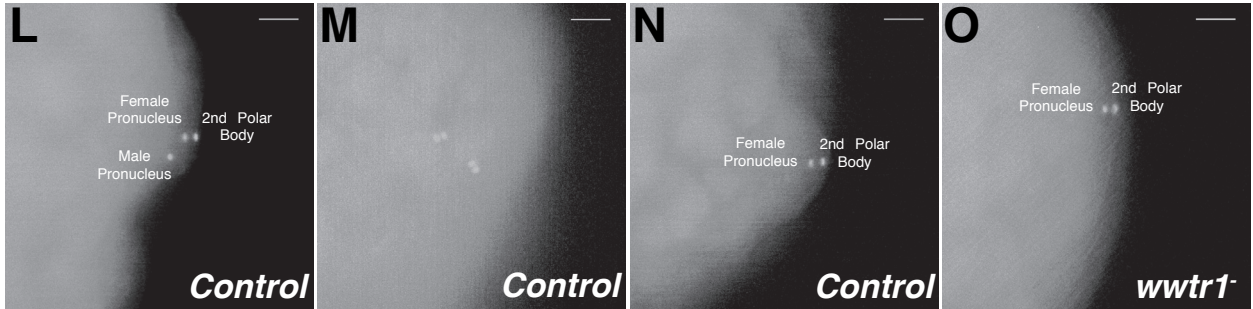 L
Female
Pronucleus
2nd Polar
Body
Male
Pronucleus
Control
M
Control
N
Female
Pronucleus
2nd Polar
Body
Control
O
Female
Pronucleus
2nd Polar
Body
wwtr1-